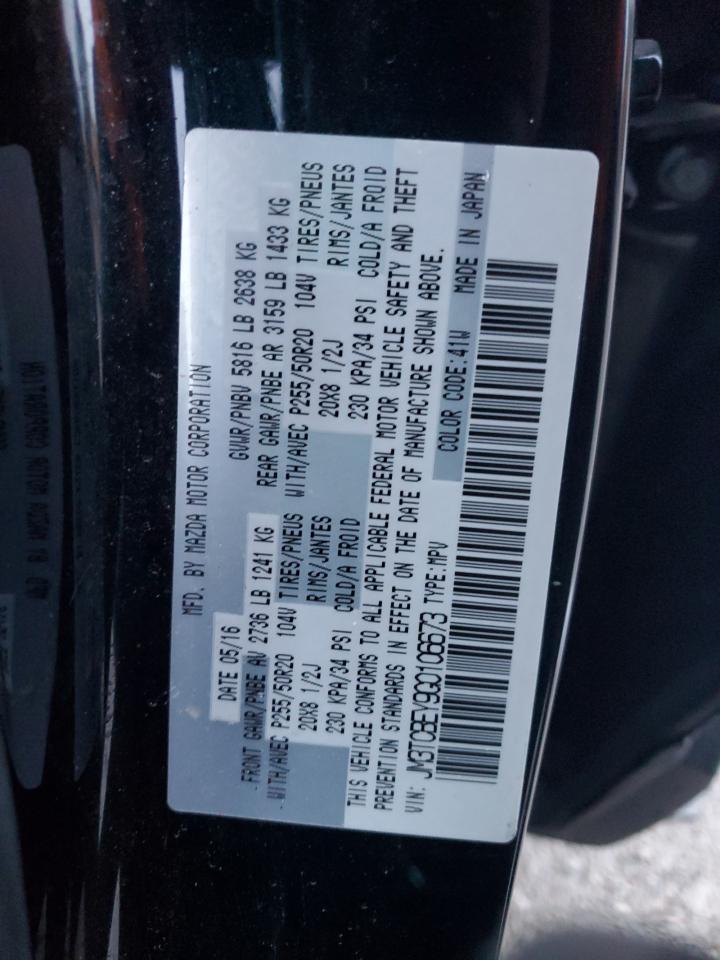 MFD. BY MAZDA MOTOR CORPORATION
DATE 05/16 GVWR/PNBV 5816 LB 2638 KG
FRONT GAWR/PNBE AV 2736 LB 1241 KG REAR GAWR/PNBE AR 3159 LB 1433 KG
WITH/AVEC P255/50R20 104V TIRES/PNEUS WITH/AVEC P255/50R20 104V TIRES/PNEUS
20X8 1/2J RIMS/JANTES 20X8 1/2J RIMS/JANTES
230 KPA/34 PSI COLD/A FROID 230 KPA/34 PSI COLD/A FROID
THIS VEHICLE CONFORMS TO ALL APPLICABLE FEDERAL MOTOR VEHICLE SAFETY AND THEFT
PREVENTION STANDARDS IN EFFECT ON THE DATE OF MANUFACTURE SHOWN ABOVE.
VIN: JM3TCBEY9G0106673 TYPE:MPV COLOR CODE:41W MADE IN JAPAN